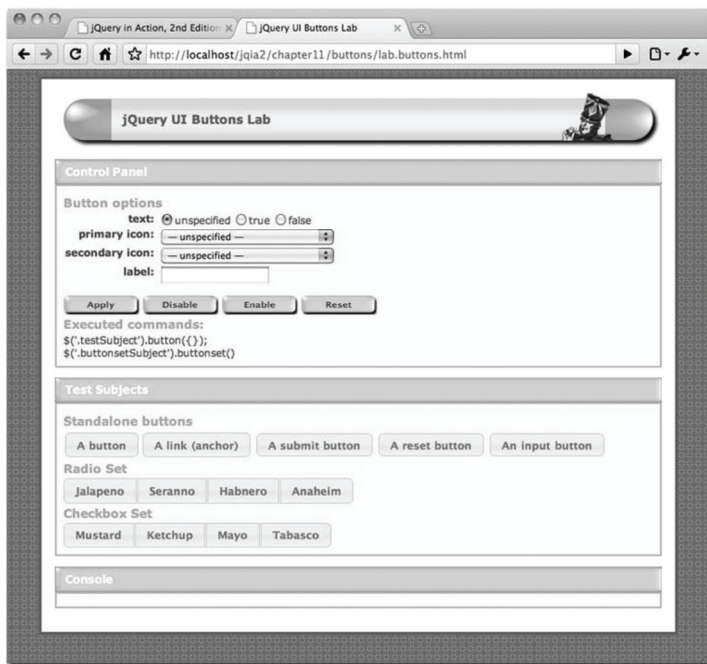 jQuery in Action, 2nd Edition
jQuery UI Buttons Lab
http://localhost/jqia2/chapter11/buttons/lab.buttons.html
jQuery UI Buttons Lab
Control Panel
Button options
text: unspecified true false
primary icon: — unspecified —
secondary icon: — unspecified —
label:
Apply Disable Enable Reset
Executed commands:
$('.testSubject').button({});
$('.buttonsetSubject').buttonset()
Test Subjects
Standalone buttons
A button A link (anchor) A submit button A reset button An input button
Radio Set
Jalapeno Seranno Habnero Anaheim
Checkbox Set
Mustard Ketchup Mayo Tabasco
Console